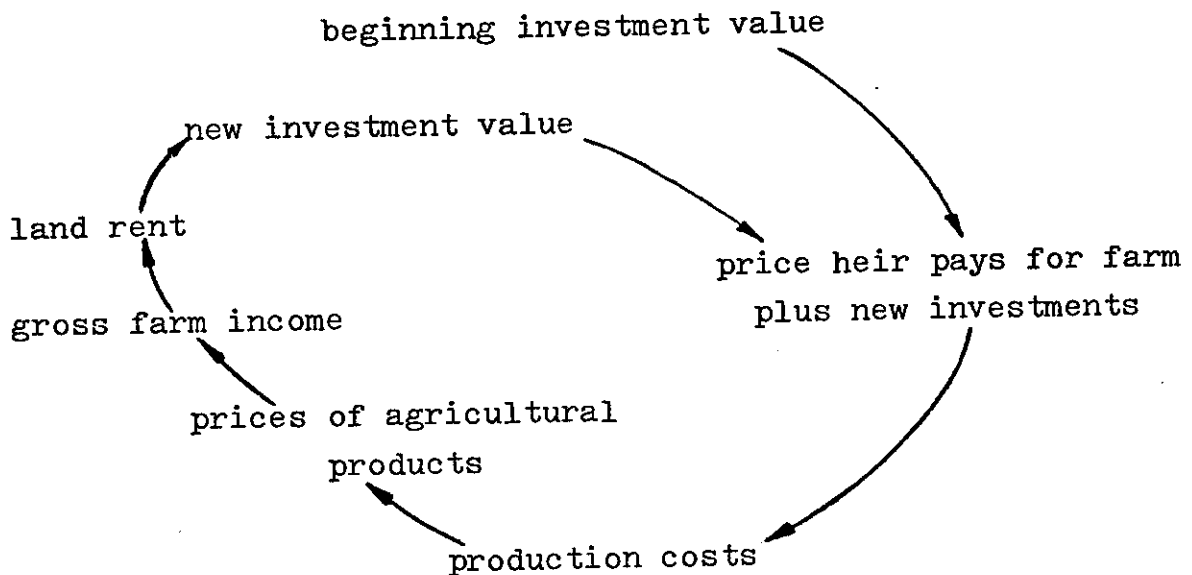 beginning investment value
new investment value
land rent
price heir pays for farm
plus new investments
gross farm income
prices of agricultural
products
production costs